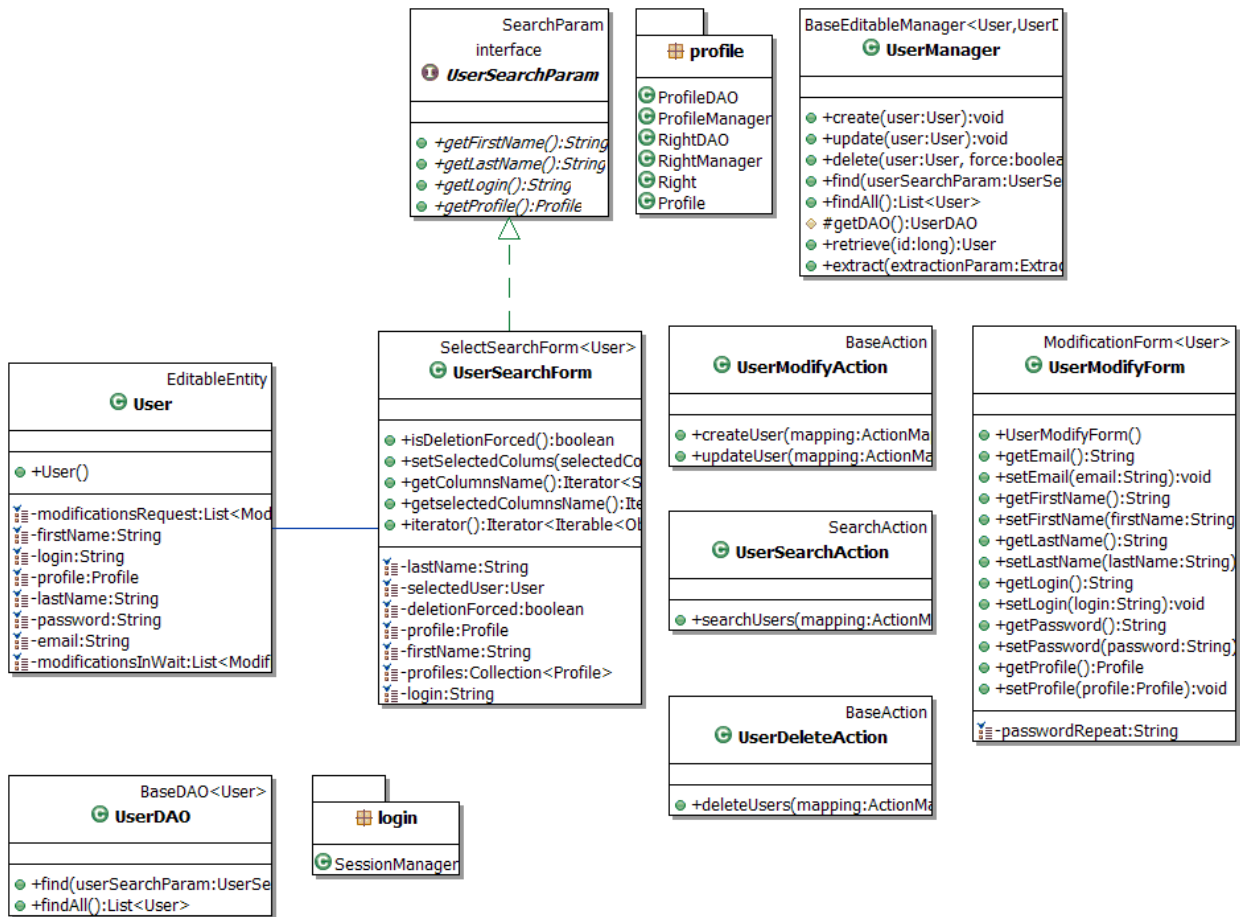 SearchParam
interface
UserSearchParam
+getFirstName():String
+getLastName():String
+getLogin():String
+getProfile():Profile
profile
ProfileDAO
ProfileManager
RightDAO
RightManager
Right
Profile
BaseEditableManager<User,UserD
UserManager
+create(user:User):void
+update(user:User):void
+delete(user:User, force:boolea
+find(userSearchParam:UserSe
+findAll():List<User>
#getDAO():UserDAO
+retrieve(id:long):User
+extract(extractionParam:Extrac
EditableEntity
User
+User()
-modificationsRequest:List<Mod
-firstName:String
-login:String
-profile:Profile
-lastName:String
-password:String
-email:String
-modificationsInWait:List<Modif
SelectSearchForm<User>
UserSearchForm
+isDeletionForced():boolean
+setSelectedColums(selectedCo
+getColumnsName():Iterator<S
+getselectedColumnsName():Ite
+iterator():Iterator<Iterable<Ob
-lastName:String
-selectedUser:User
-deletionForced:boolean
-profile:Profile
-firstName:String
-profiles:Collection<Profile>
-login:String
BaseAction
UserModifyAction
+createUser(mapping:ActionMa
+updateUser(mapping:ActionMa
SearchAction
UserSearchAction
+searchUsers(mapping:ActionM
BaseAction
UserDeleteAction
+deleteUsers(mapping:ActionMa
ModificationForm<User>
UserModifyForm
+UserModifyForm()
+getEmail():String
+setEmail(email:String):void
+getFirstName():String
+setFirstName(firstName:String
+getLastName():String
+setLastName(lastName:String)
+getLogin():String
+setLogin(login:String):void
+getPassword():String
+setPassword(password:String)
+getProfile():Profile
+setProfile(profile:Profile):void
-passwordRepeat:String
BaseDAO<User>
UserDAO
+find(userSearchParam:UserSe
+findAll():List<User>
login
SessionManager